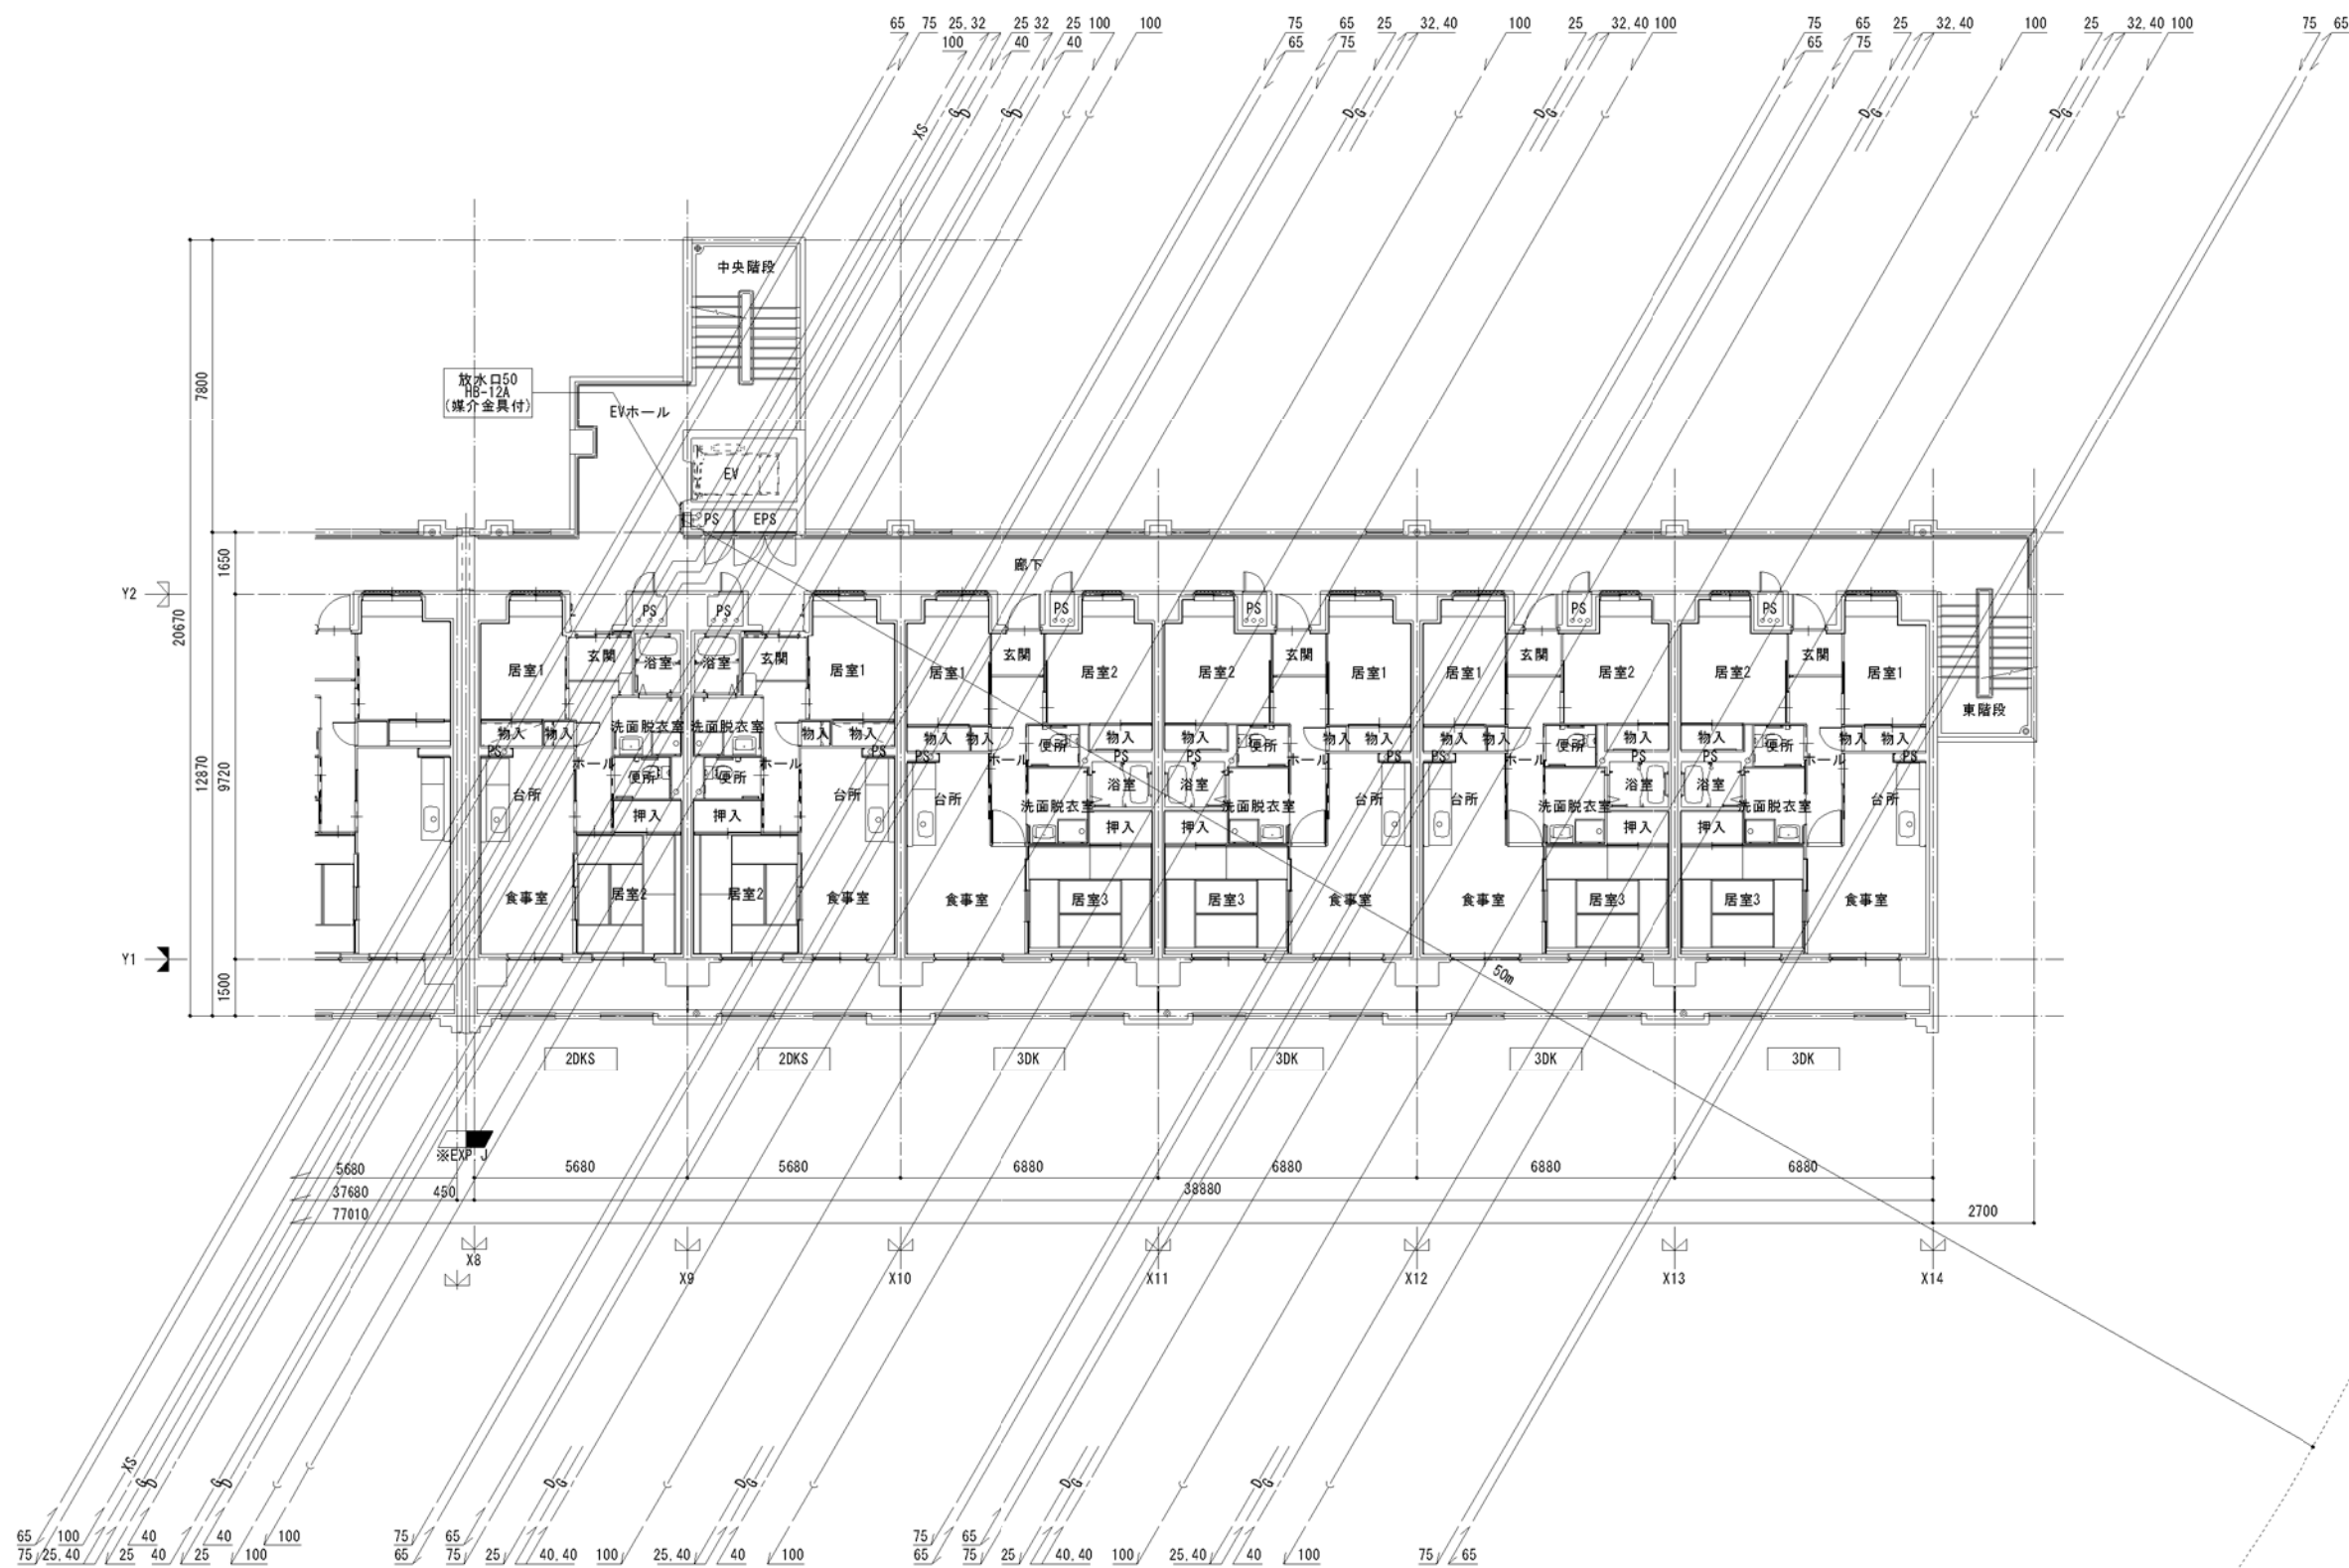 65 75 25,32 25 32 25 100 100 75 65 25 32,40 100 25 32,40 100 75 65 25 32,40 100 25 32,40 100 75 65
100 40 40 65 75 65 75
D G D G D G D G
G D G D
XS
中央階段
7800
放水口50
HB-12A
(媒介金具付)
EVホール
EV
PS EPS
1650
廊下
Y2
20670
PS PS PS PS PS PS
玄関 浴室 浴室 玄関 玄関 玄関 玄関 玄関
居室1 居室1 居室1 居室2 居室2 居室1 居室1 居室2 居室2 居室1
東階段
洗面脱衣室 洗面脱衣室
物入 物入 物入 物入 物入 物入 便所 物入 物入 便所 物入 物入 物入 物入 便所 物入 物入 便所 物入 物入
PS PS PS PS PS PS PS PS PS
12870 9720
ホール 便所 便所 ホール ホール ホール ホール ホール
台所 台所 台所 浴室 浴室 台所 台所 浴室 浴室 台所
洗面脱衣室 洗面脱衣室 洗面脱衣室 洗面脱衣室
押入 押入 押入 押入 押入 押入
食事室 居室2 居室2 食事室 食事室 居室3 居室3 食事室 食事室 居室3 居室3 食事室
Y1
1500
50m
2DKS 2DKS 3DK 3DK 3DK 3DK
※EXP.J
5680 5680 5680 6880 6880 6880 6880
37680 450 38880
77010 2700
X8
X9 X10 X11 X12 X13 X14
XS
G D G D D G D G D G D G
65 100 40 40 100 75 65 75 65
75 25,40 25 40 25 100 65 75 25 40,40 100 25,40 40 100 65 75 25 40,40 100 25,40 40 100 75 65